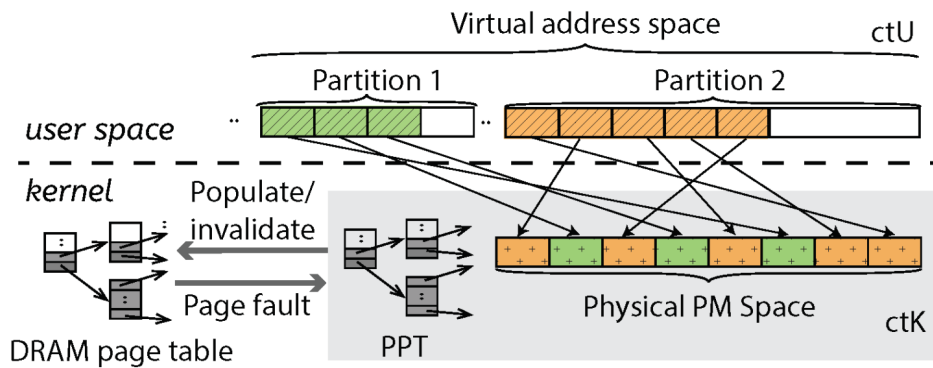 Virtual address space
ctU
Partition 1
Partition 2
..
..
user space
kernel
Populate/
invalidate
Page fault
DRAM page table
PPT
Physical PM Space
ctK